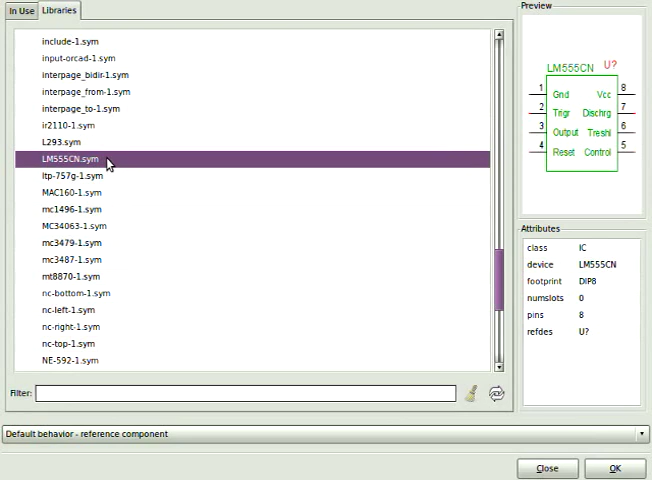 In Use
Libraries
include-1.sym
input-orcad-1.sym
interpage_bidir-1.sym
interpage_from-1.sym
interpage_to-1.sym
ir2110-1.sym
L293.sym
LM555CN.sym
ltp-757g-1.sym
MAC160-1.sym
mc1496-1.sym
MC34063-1.sym
mc3479-1.sym
mc3487-1.sym
mt8870-1.sym
nc-bottom-1.sym
nc-left-1.sym
nc-right-1.sym
nc-top-1.sym
NE-592-1.sym
Filter:
Default behavior - reference component
Preview
LM555CN U?
1 Gnd Vcc 8
2 Trigr Dischrg 7
3 Output Treshl 6
4 Reset Control 5
Attributes
class IC
device LM555CN
footprint DIP8
numslots 0
pins 8
refdes U?
Close OK